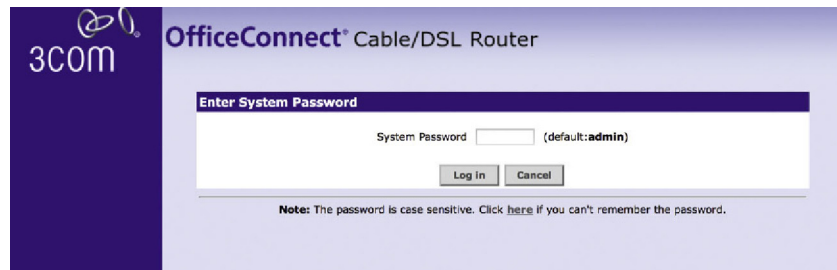 3COM
OfficeConnect® Cable/DSL Router
Enter System Password
System Password (default:admin)
Log in Cancel
Note: The password is case sensitive. Click here if you can't remember the password.